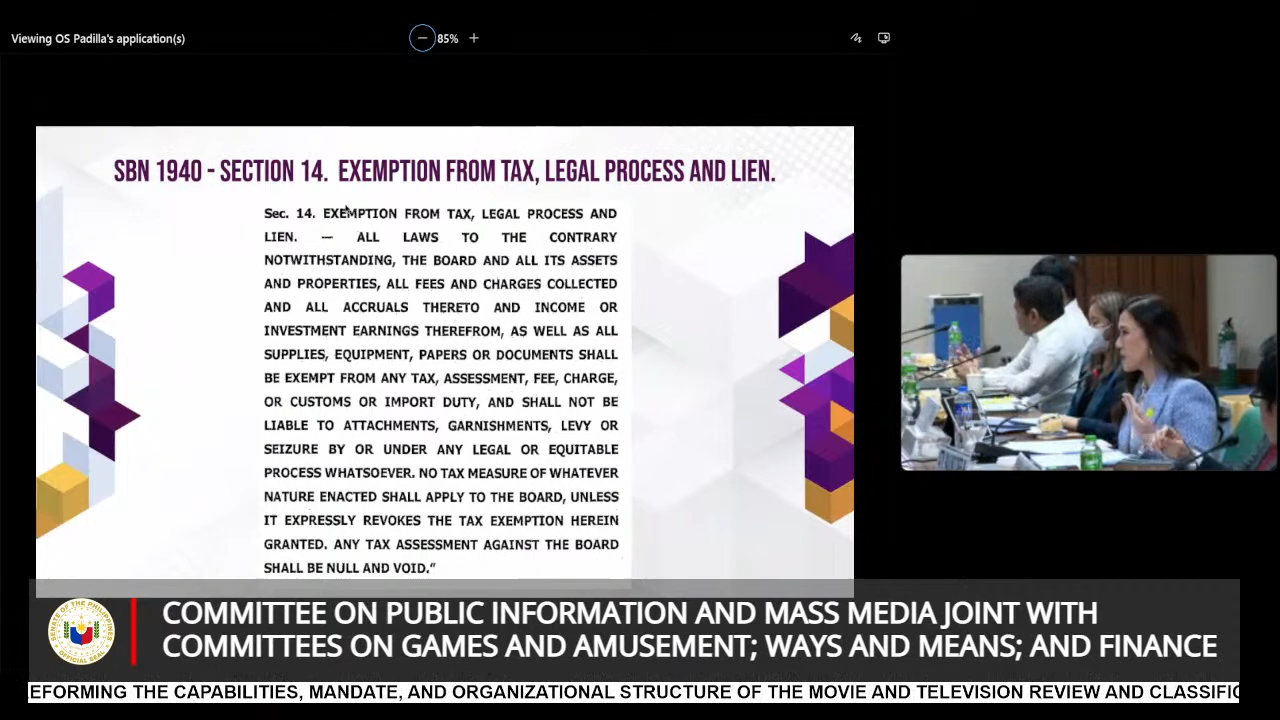 Viewing OS Padilla's application(s)
85%
SBN 1940 - SECTION 14. EXEMPTION FROM TAX, LEGAL PROCESS AND LIEN.
Sec. 14. EXEMPTION FROM TAX, LEGAL PROCESS AND
LIEN. — ALL LAWS TO THE CONTRARY
NOTWITHSTANDING, THE BOARD AND ALL ITS ASSETS
AND PROPERTIES, ALL FEES AND CHARGES COLLECTED
AND ALL ACCRUALS THERETO AND INCOME OR
INVESTMENT EARNINGS THEREFROM, AS WELL AS ALL
SUPPLIES, EQUIPMENT, PAPERS OR DOCUMENTS SHALL
BE EXEMPT FROM ANY TAX, ASSESSMENT, FEE, CHARGE,
OR CUSTOMS OR IMPORT DUTY, AND SHALL NOT BE
LIABLE TO ATTACHMENTS, GARNISHMENTS, LEVY OR
SEIZURE BY OR UNDER ANY LEGAL OR EQUITABLE
PROCESS WHATSOEVER. NO TAX MEASURE OF WHATEVER
NATURE ENACTED SHALL APPLY TO THE BOARD, UNLESS
IT EXPRESSLY REVOKES THE TAX EXEMPTION HEREIN
GRANTED. ANY TAX ASSESSMENT AGAINST THE BOARD
SHALL BE NULL AND VOID.”
SENATE OF THE PHILIPPINES
OFFICIAL SEAL
COMMITTEE ON PUBLIC INFORMATION AND MASS MEDIA JOINT WITH
COMMITTEES ON GAMES AND AMUSEMENT; WAYS AND MEANS; AND FINANCE
EFORMING THE CAPABILITIES, MANDATE, AND ORGANIZATIONAL STRUCTURE OF THE MOVIE AND TELEVISION REVIEW AND CLASSIFIC